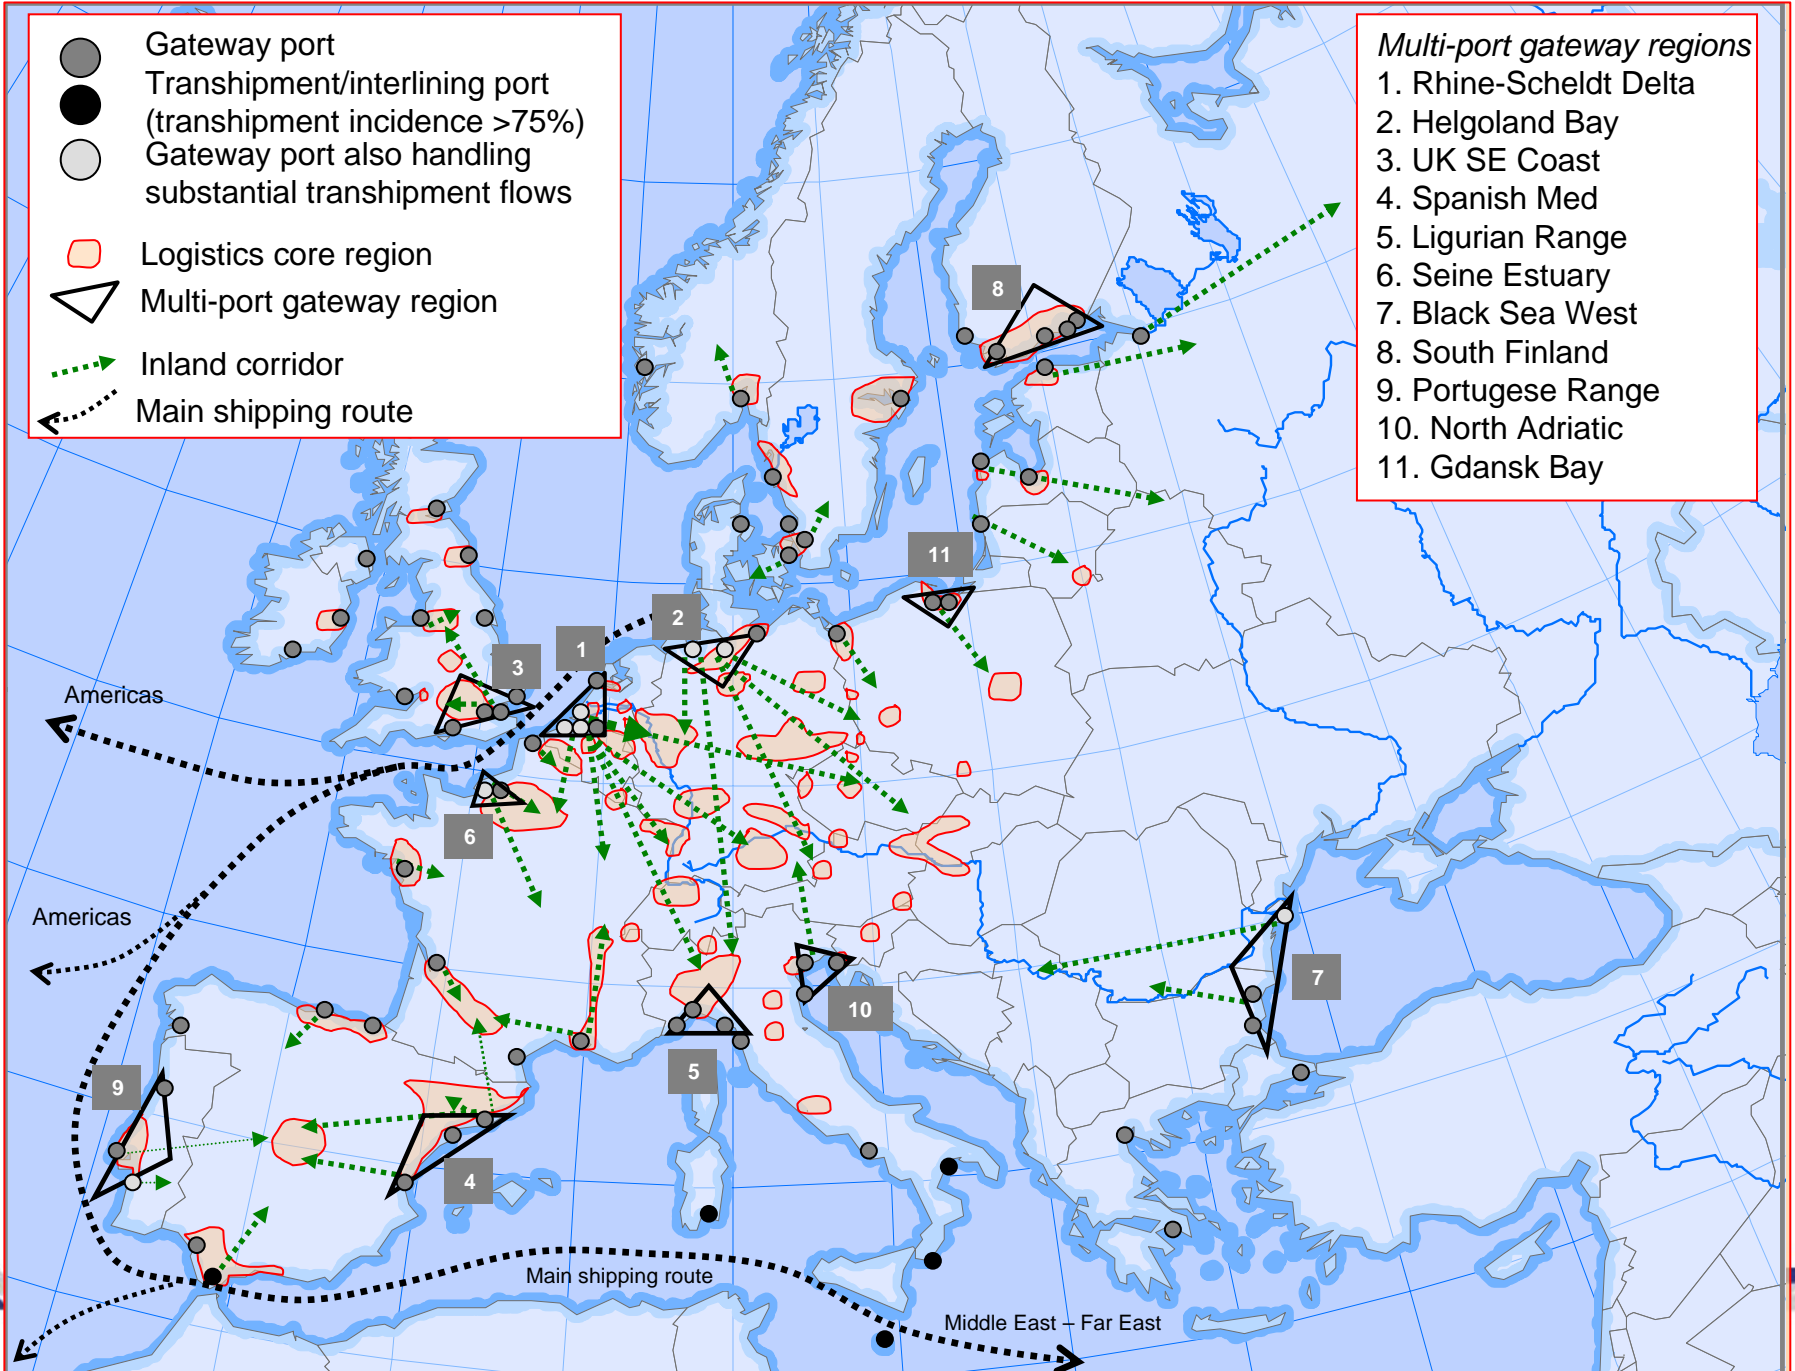 Gateway port
Transhipment/interlining port
(transhipment incidence >75%)
Gateway port also handling
substantial transhipment flows
Logistics core region
Multi-port gateway region
Inland corridor
Main shipping route
Multi-port gateway regions
1. Rhine-Scheldt Delta
2. Helgoland Bay
3. UK SE Coast
4. Spanish Med
5. Ligurian Range
6. Seine Estuary
7. Black Sea West
8. South Finland
9. Portugese Range
10. North Adriatic
11. Gdansk Bay
8
11
2
1
3
Americas
6
Americas
7
10
5
9
4
Main shipping route
Middle East – Far East